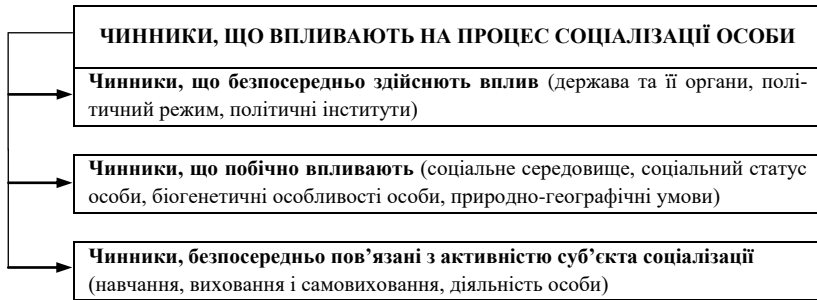 ЧИННИКИ, ЩО ВПЛИВАЮТЬ НА ПРОЦЕС СОЦІАЛІЗАЦІЇ ОСОБИ
Чинники, що безпосередньо здійснюють вплив (держава та її органи, полі-
тичний режим, політичні інститути)
Чинники, що побічно впливають (соціальне середовище, соціальний статус
особи, біогенетичні особливості особи, природно-географічні умови)
Чинники, безпосередньо пов’язані з активністю суб’єкта соціалізації
(навчання, виховання і самовиховання, діяльність особи)